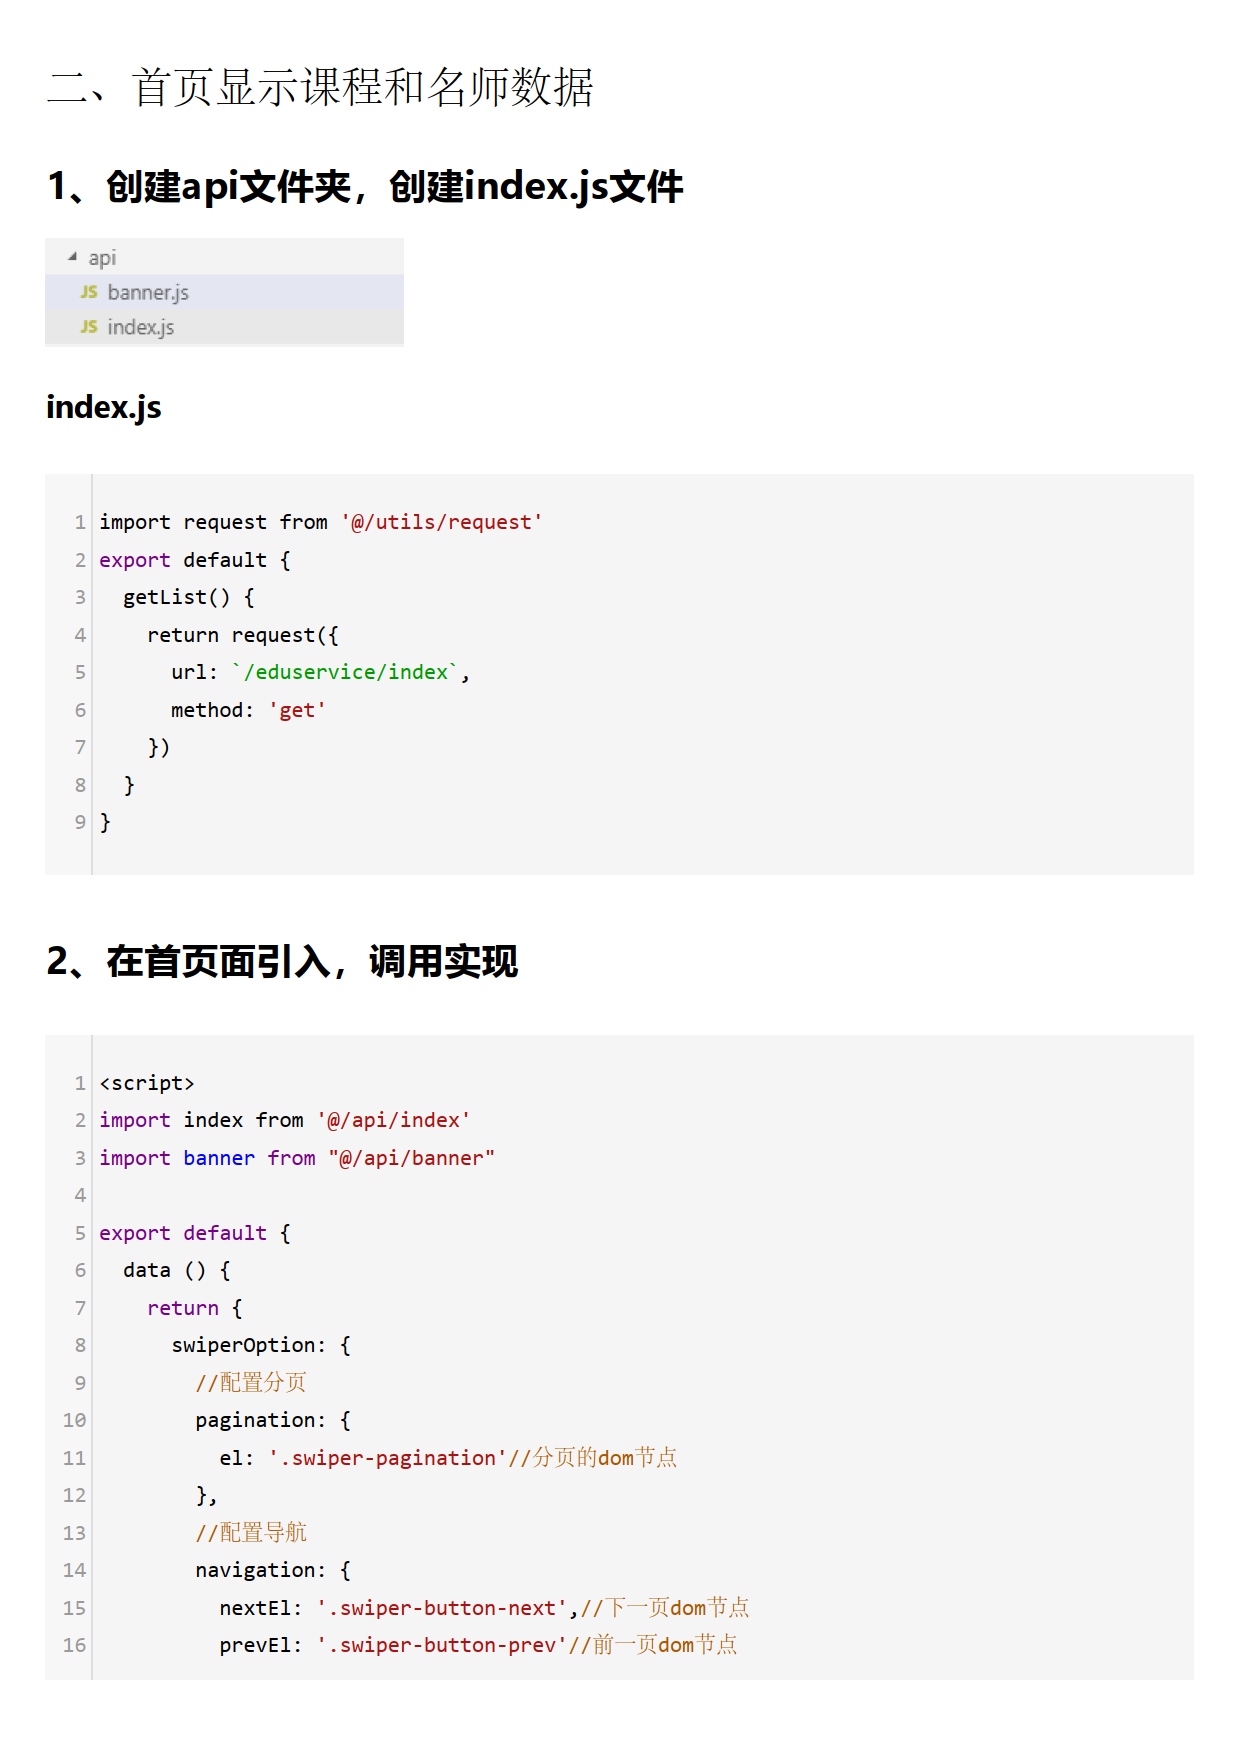 二、首页显示课程和名师数据
1、创建api文件夹，创建index.js文件
api
JS banner.js
JS index.js
index.js
1 import request from '@/utils/request'
2 export default {
3   getList() {
4     return request({
5       url: `/eduservice/index`,
6       method: 'get'
7     })
8   }
9 }
2、在首页面引入，调用实现
1 <script>
2 import index from '@/api/index'
3 import banner from "@/api/banner"
4
5 export default {
6   data () {
7     return {
8       swiperOption: {
9         //配置分页
10         pagination: {
11           el: '.swiper-pagination'//分页的dom节点
12         },
13         //配置导航
14         navigation: {
15           nextEl: '.swiper-button-next',//下一页dom节点
16           prevEl: '.swiper-button-prev'//前一页dom节点